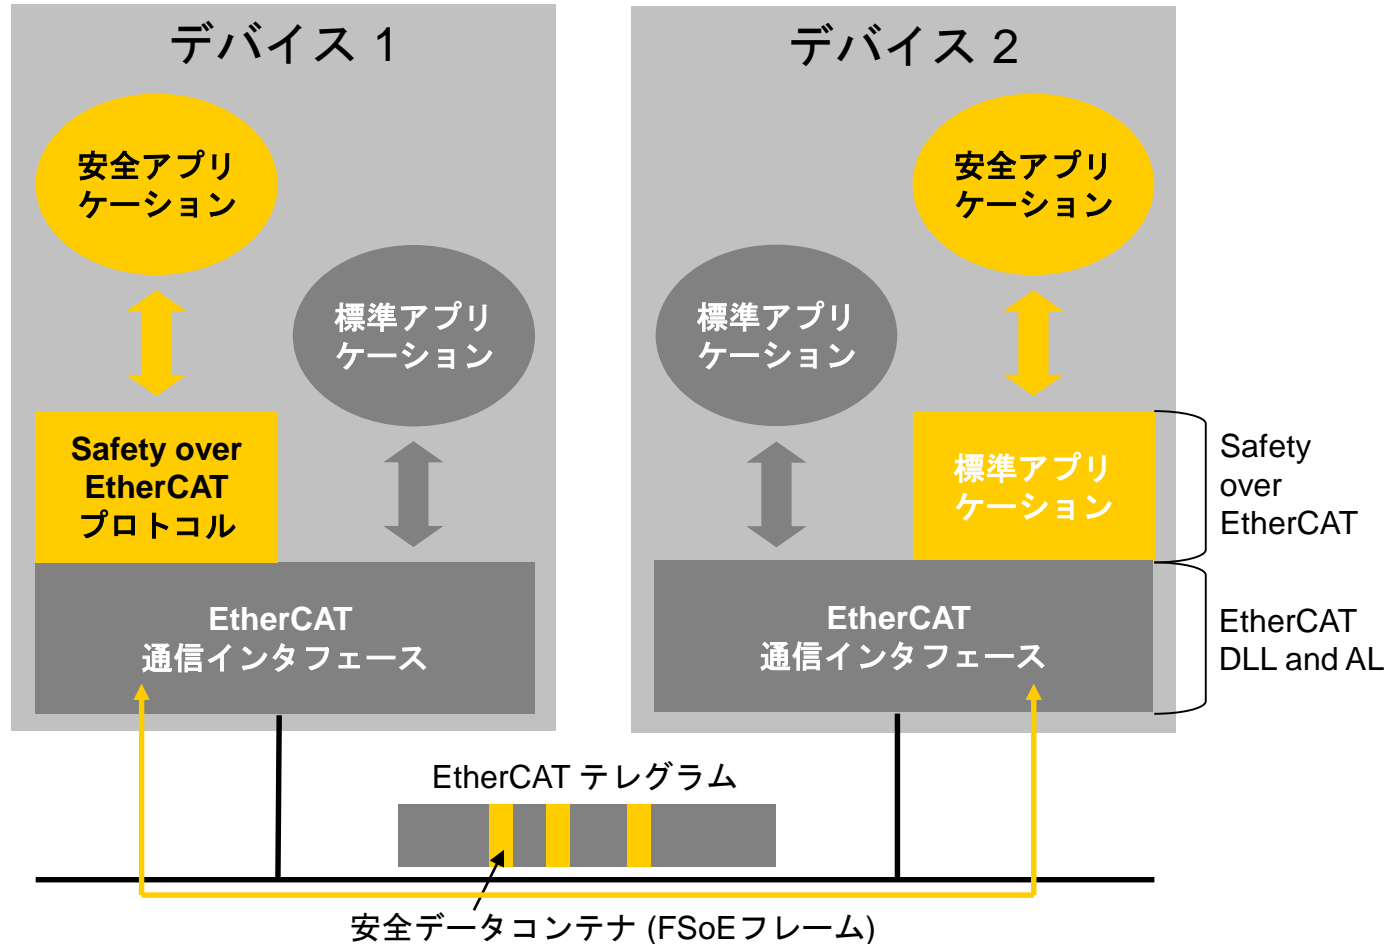 デバイス 1
安全アプリ
ケーション
標準アプリ
ケーション
Safety over
EtherCAT
プロトコル
EtherCAT
通信インタフェース
デバイス 2
安全アプリ
ケーション
標準アプリ
ケーション
標準アプリ
ケーション
EtherCAT
通信インタフェース
Safety
over
EtherCAT
EtherCAT
DLL and AL
EtherCAT テレグラム
安全データコンテナ (FSoEフレーム)